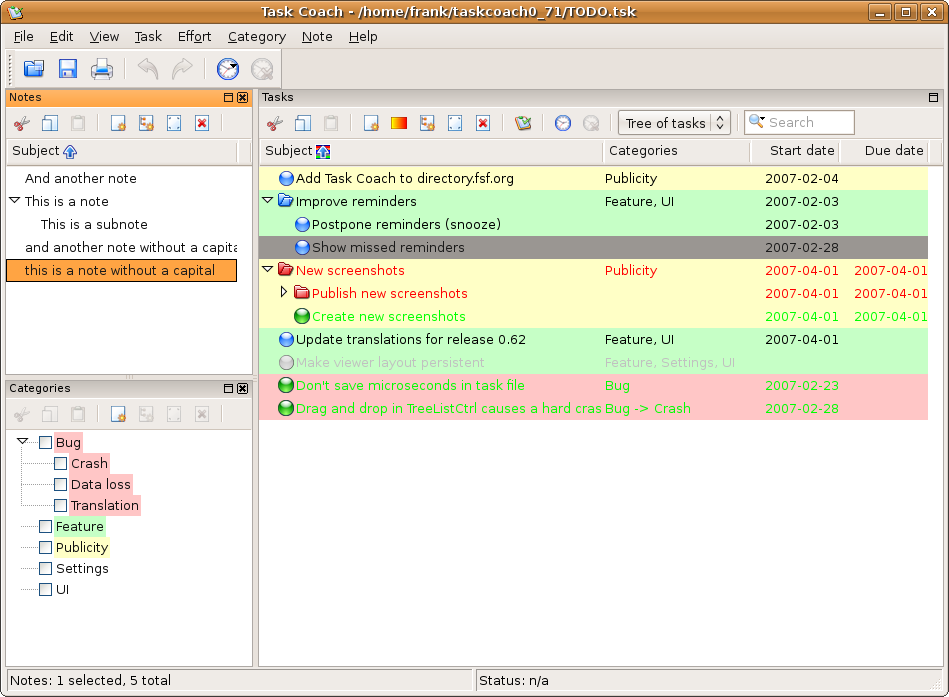 Task Coach - /home/frank/taskcoach0_71/TODO.tsk
File Edit View Task Effort Category Note Help
Notes
Subject
And another note
This is a note
This is a subnote
and another note without a capita
this is a note without a capital
Categories
Bug
Crash
Data loss
Translation
Feature
Publicity
Settings
UI
Tasks
Tree of tasks Search
Subject Categories Start date Due date
Add Task Coach to directory.fsf.org Publicity 2007-02-04
Improve reminders Feature, UI 2007-02-03
Postpone reminders (snooze) 2007-02-03
Show missed reminders 2007-02-28
New screenshots Publicity 2007-04-01 2007-04-01
Publish new screenshots 2007-04-01 2007-04-01
Create new screenshots 2007-04-01 2007-04-01
Update translations for release 0.62 Feature, UI 2007-04-01
Make viewer layout persistent Feature, Settings, UI
Don't save microseconds in task file Bug 2007-02-23
Drag and drop in TreeListCtrl causes a hard cras Bug -> Crash 2007-02-28
Notes: 1 selected, 5 total Status: n/a